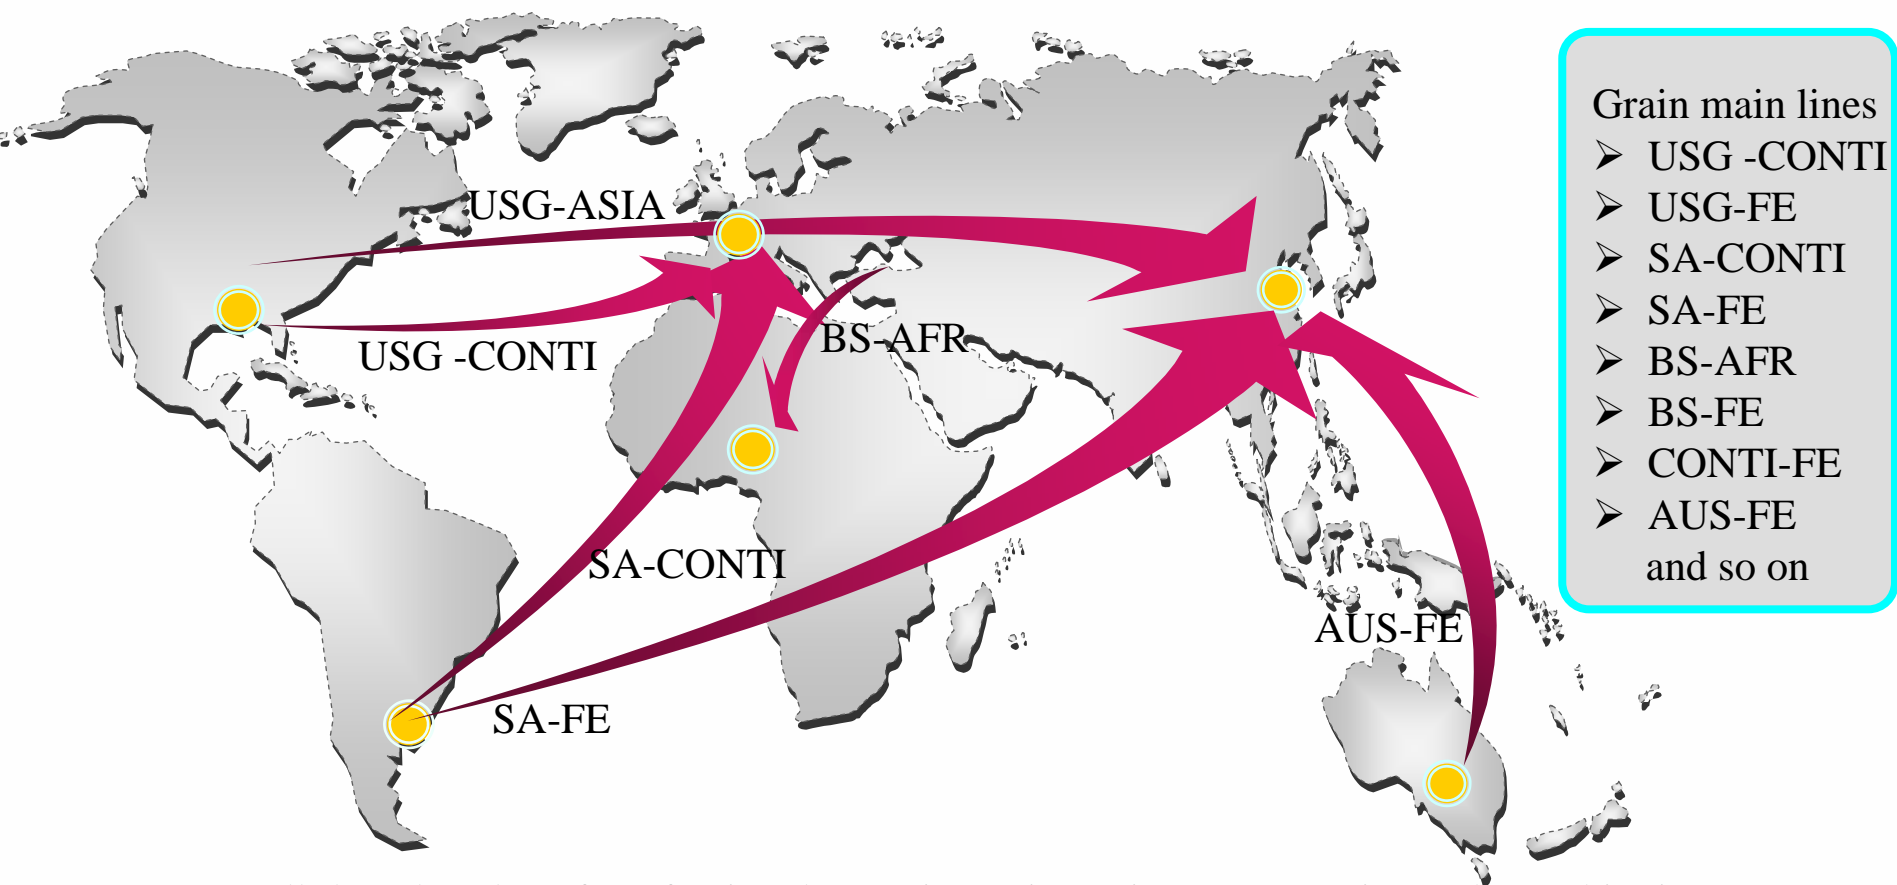 USG-ASIA
USG -CONTI
BS-AFR
SA-CONTI
SA-FE
AUS-FE
Grain main lines
➢ USG -CONTI
➢ USG-FE
➢ SA-CONTI
➢ SA-FE
➢ BS-AFR
➢ BS-FE
➢ CONTI-FE
➢ AUS-FE
and so on